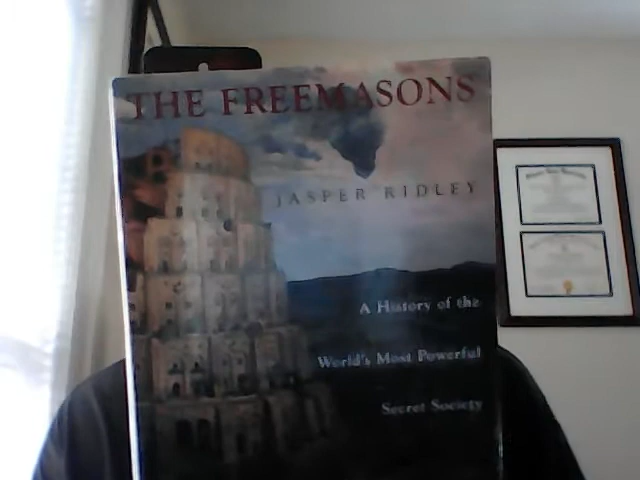 THE FREEMASONS
JASPER RIDLEY
A History of the
World's Most Powerful
Secret Society